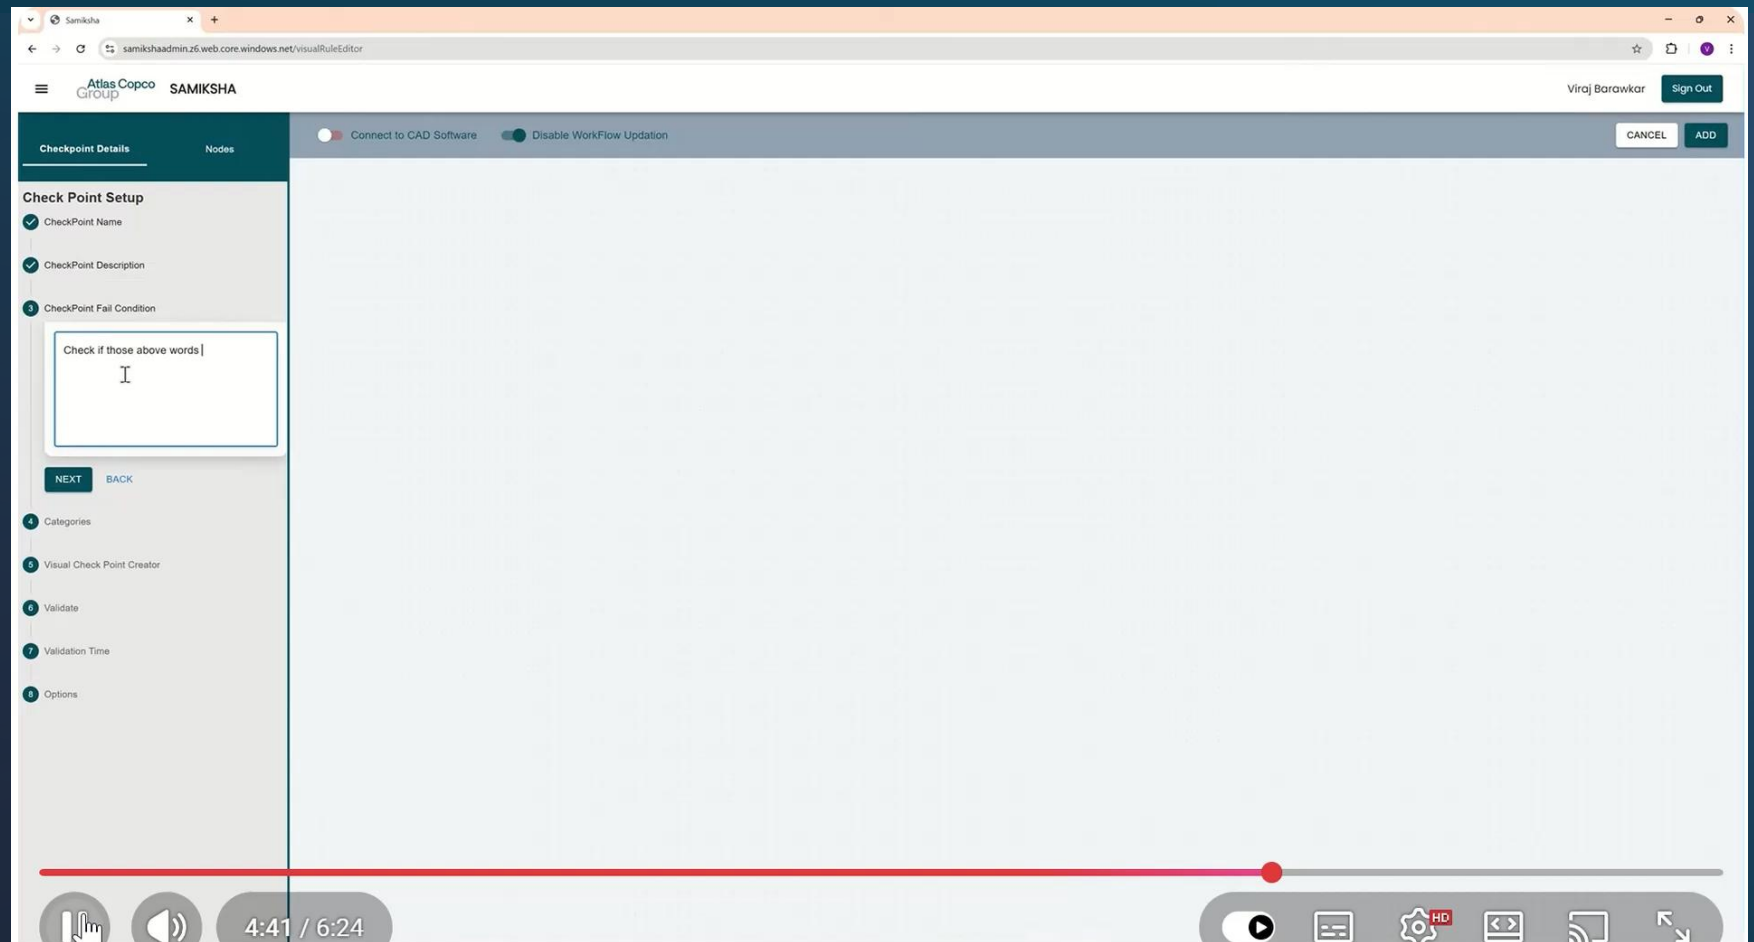 Samiksha
samikshaadmin.z6.web.core.windows.net/visualRuleEditor
V
Atlas Copco
Group
SAMIKSHA
Viraj Barawkar
Sign Out
Checkpoint Details
Nodes
Connect to CAD Software
Disable WorkFlow Updation
CANCEL
ADD
Check Point Setup
CheckPoint Name
CheckPoint Description
3 CheckPoint Fail Condition
Check if those above words
NEXT
BACK
4 Categories
5 Visual Check Point Creator
6 Validate
7 Validation Time
8 Options
4:41 / 6:24
HD